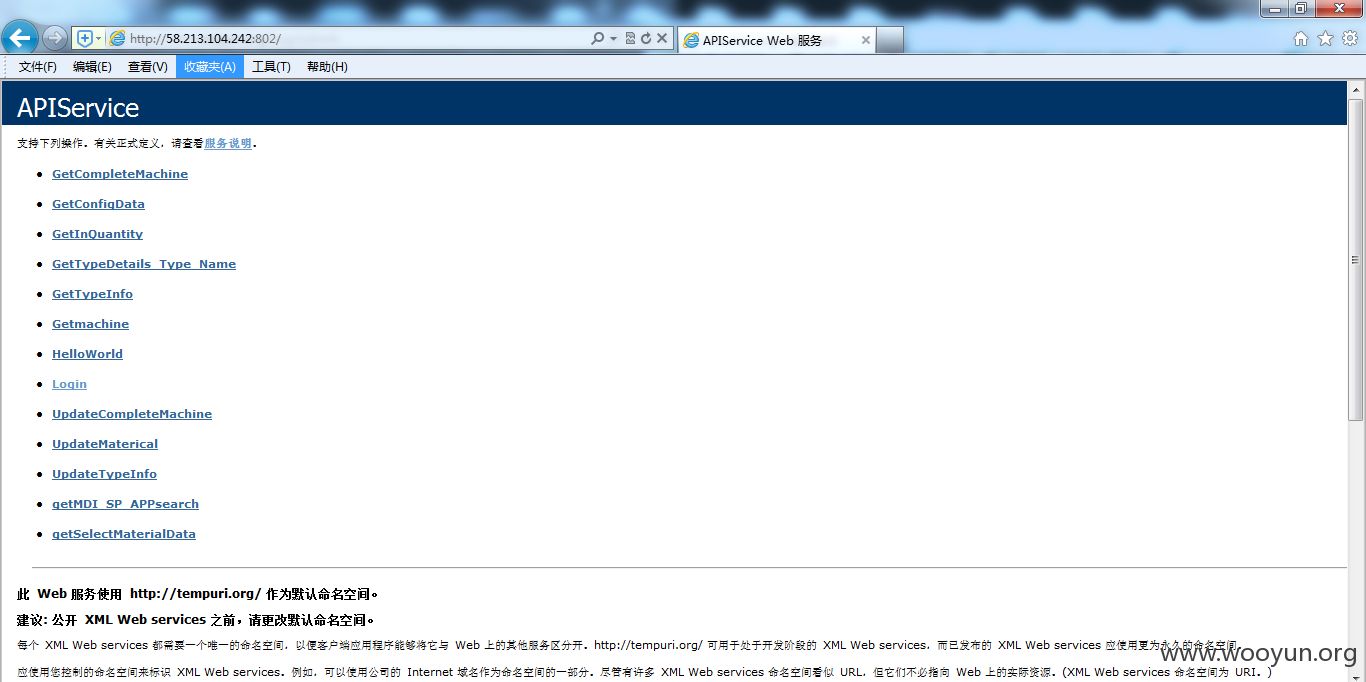 http://58.213.104.242:802/
APIService Web 服务
文件(F) 编辑(E) 查看(V) 收藏夹(A) 工具(T) 帮助(H)
APIService
支持下列操作。有关正式定义，请查看服务说明。
GetCompleteMachine
GetConfigData
GetInQuantity
GetTypeDetails_Type_Name
GetTypeInfo
Getmachine
HelloWorld
Login
UpdateCompleteMachine
UpdateMaterical
UpdateTypeInfo
getMDI_SP_APPsearch
getSelectMaterialData
此 Web 服务使用 http://tempuri.org/ 作为默认命名空间。
建议: 公开 XML Web services 之前，请更改默认命名空间。
每个 XML Web services 都需要一个唯一的命名空间，以便客户端应用程序能够将它与 Web 上的其他服务区分开。http://tempuri.org/ 可用于处于开发阶段的 XML Web services，而已发布的 XML Web services 应使用更为永久的命名空间。
www.wooyun.org
应使用您控制的命名空间来标识 XML Web services。例如，可以使用公司的 Internet 域名作为命名空间的一部分。尽管有许多 XML Web services 命名空间看似 URL，但它们不必指向 Web 上的实际资源。(XML Web services 命名空间为 URI。)